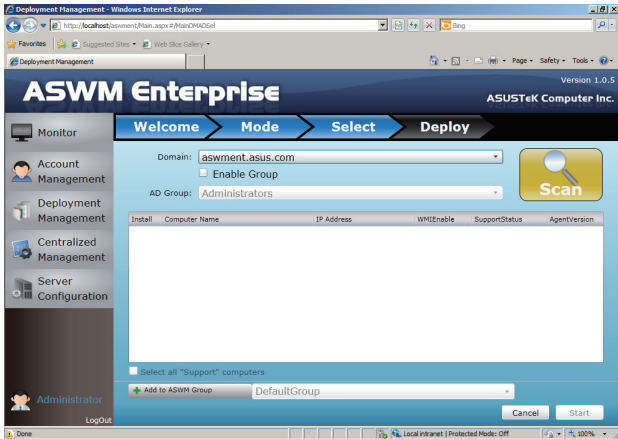 Deployment Management - Windows Internet Explorer
http://localhost/aswment/Main.aspx#/MainDMADSel
Bing
Favorites Suggested Sites Web Slice Gallery
Deployment Management
Page Safety Tools
Version 1.0.5
ASWM Enterprise
ASUSTeK Computer Inc.
Monitor
Account Management
Deployment Management
Centralized Management
Server Configuration
Administrator
LogOut
Welcome Mode Select Deploy
Domain: aswment.asus.com
Enable Group
AD Group: Administrators
Scan
Install Computer Name IP Address WMIEnable SupportStatus AgentVersion
Select all "Support" computers
Add to ASWM Group DefaultGroup
Cancel Start
Done Local intranet | Protected Mode: Off 100%